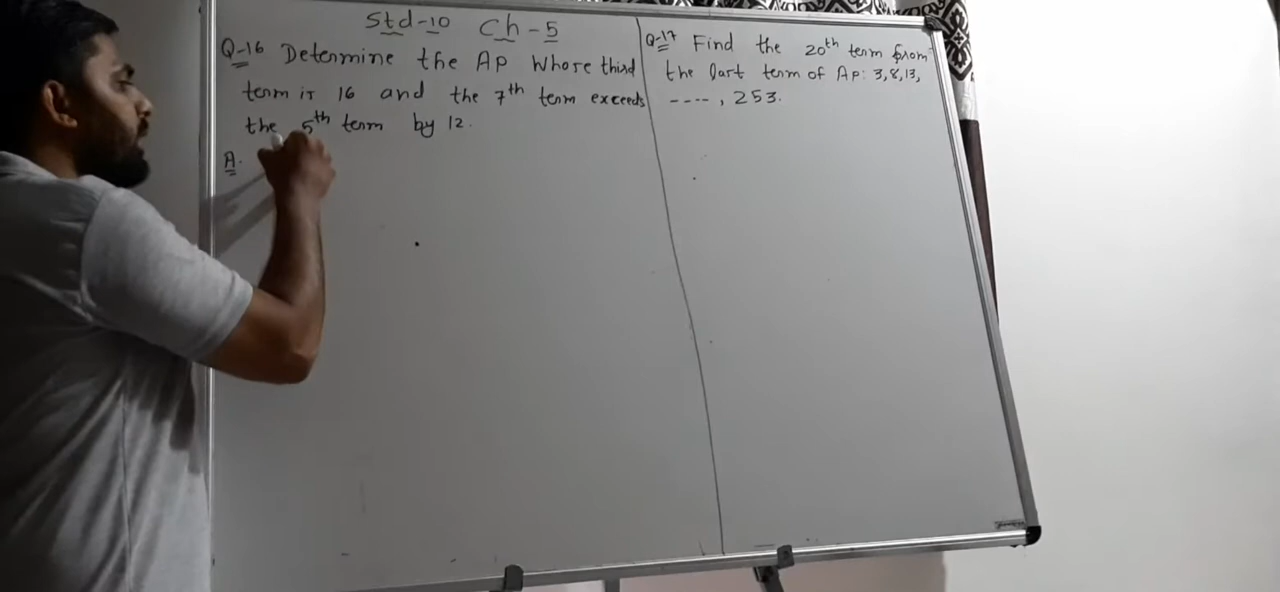 Std-10 Ch-5
Q-16 Determine the AP Whose third
term is 16 and the 7th term exceeds
the 5th term by 12.
A.
Q-17 Find the 20th term from
the last term of AP: 3,8,13,
----, 253.